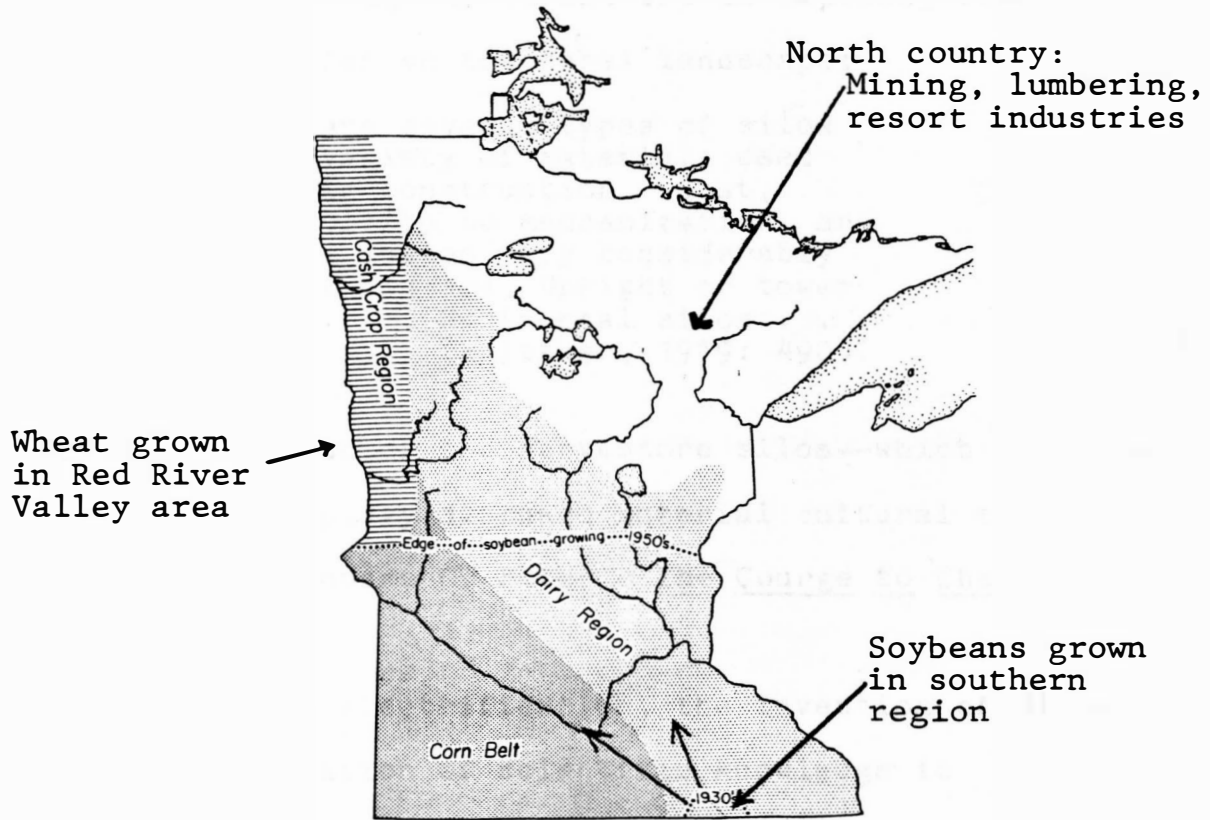 North country:
Mining, lumbering,
resort industries
Cash Crop
Region
Wheat grown
in Red River
Valley area
Edge of soybean growing 1950's
Dairy Region
Soybeans grown
in southern
region
Corn Belt
1930's